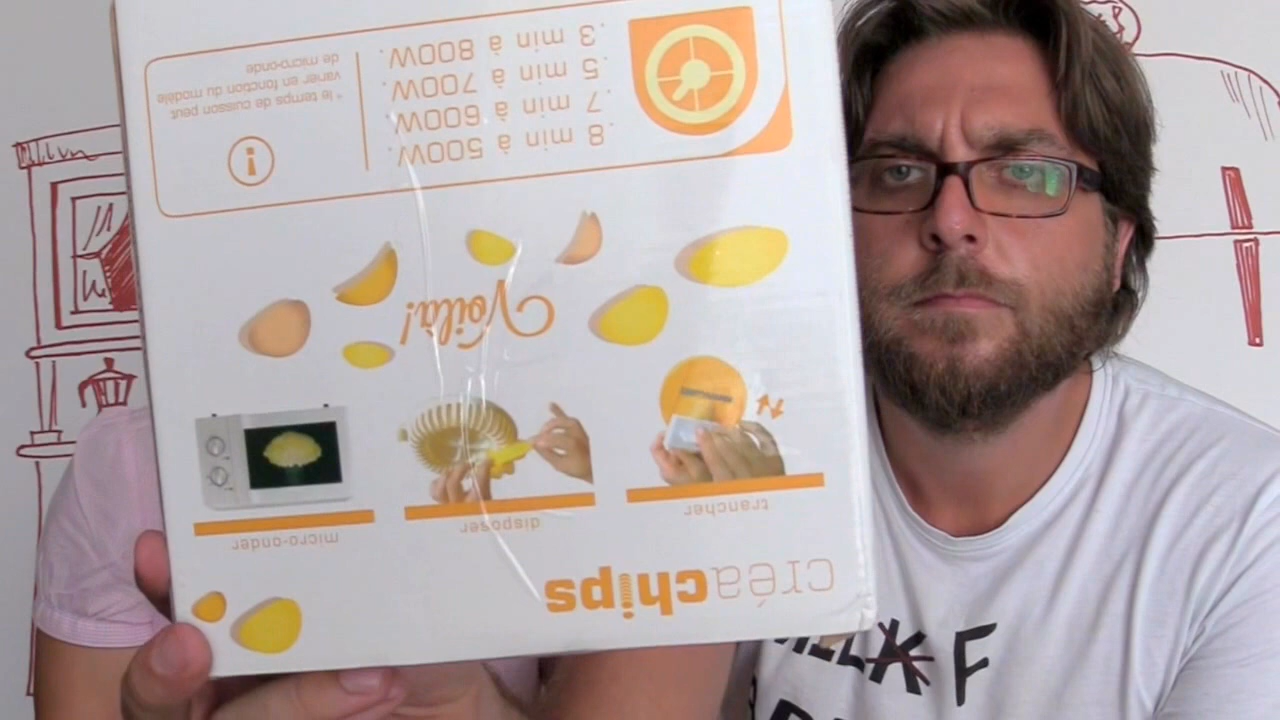 créachips
trancher
disposer
micro-onder
Voilà!
. 8 min à 500W.
. 7 min à 600W.
. 5 min à 700W.
. 3 min à 800W.
i
* le temps de cuisson peut
varier en fonction du modèle
de micro-onde
F